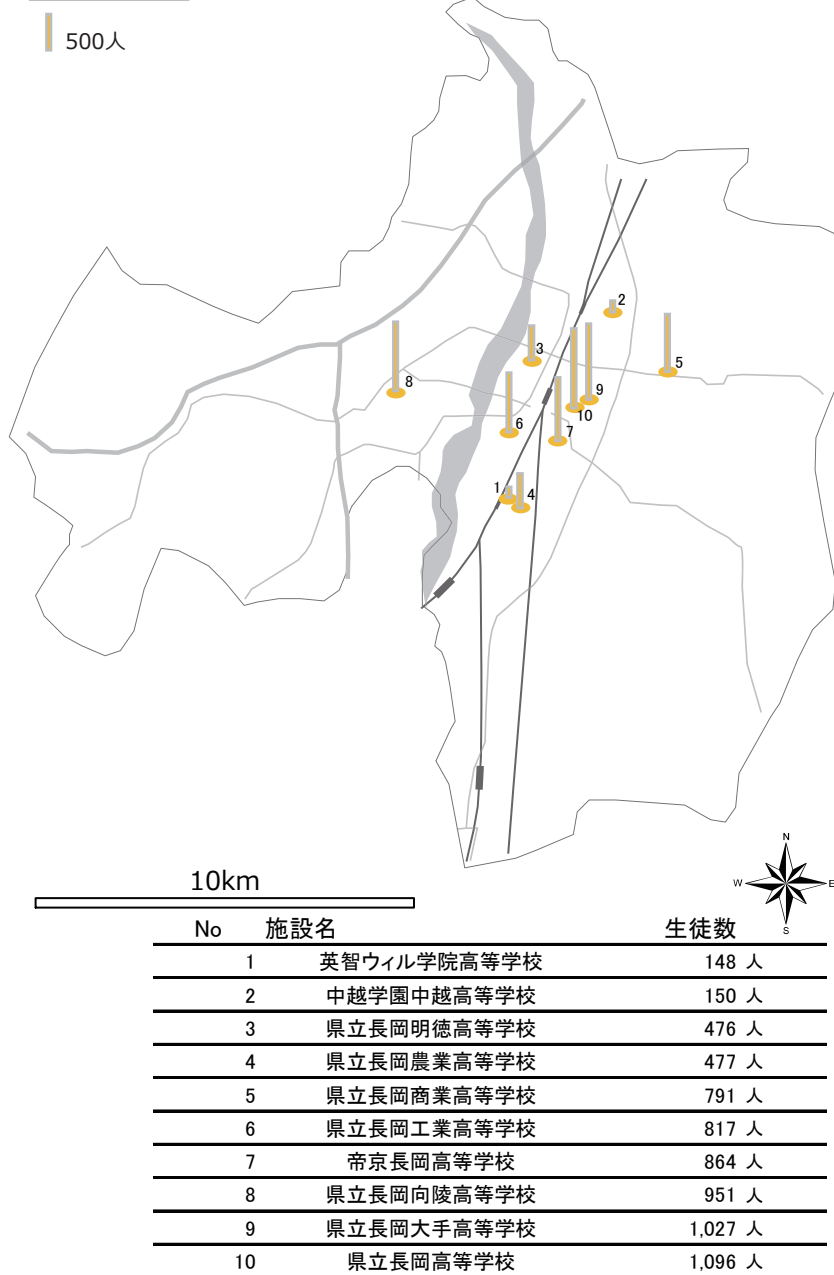 500人
2
3
5
8
9
10
6
7
1
4
N
W
E
S
10km
No 施設名 生徒数
1 英智ウィル学院高等学校 148 人
2 中越学園中越高等学校 150 人
3 県立長岡明徳高等学校 476 人
4 県立長岡農業高等学校 477 人
5 県立長岡商業高等学校 791 人
6 県立長岡工業高等学校 817 人
7 帝京長岡高等学校 864 人
8 県立長岡向陵高等学校 951 人
9 県立長岡大手高等学校 1,027 人
10 県立長岡高等学校 1,096 人